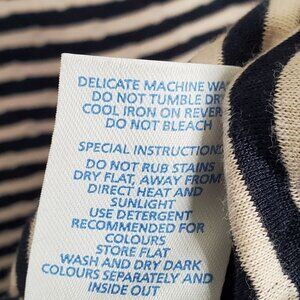 DELICATE MACHINE WA
DO NOT TUMBLE DR
COOL IRON ON REVER
DO NOT BLEACH
SPECIAL INSTRUCTION
DO NOT RUB STAINS
DRY FLAT, AWAY FROM
DIRECT HEAT AND
SUNLIGHT
USE DETERGENT
RECOMMENDED FOR
COLOURS
STORE FLAT
WASH AND DRY DARK
COLOURS SEPARATELY AND
INSIDE OUT